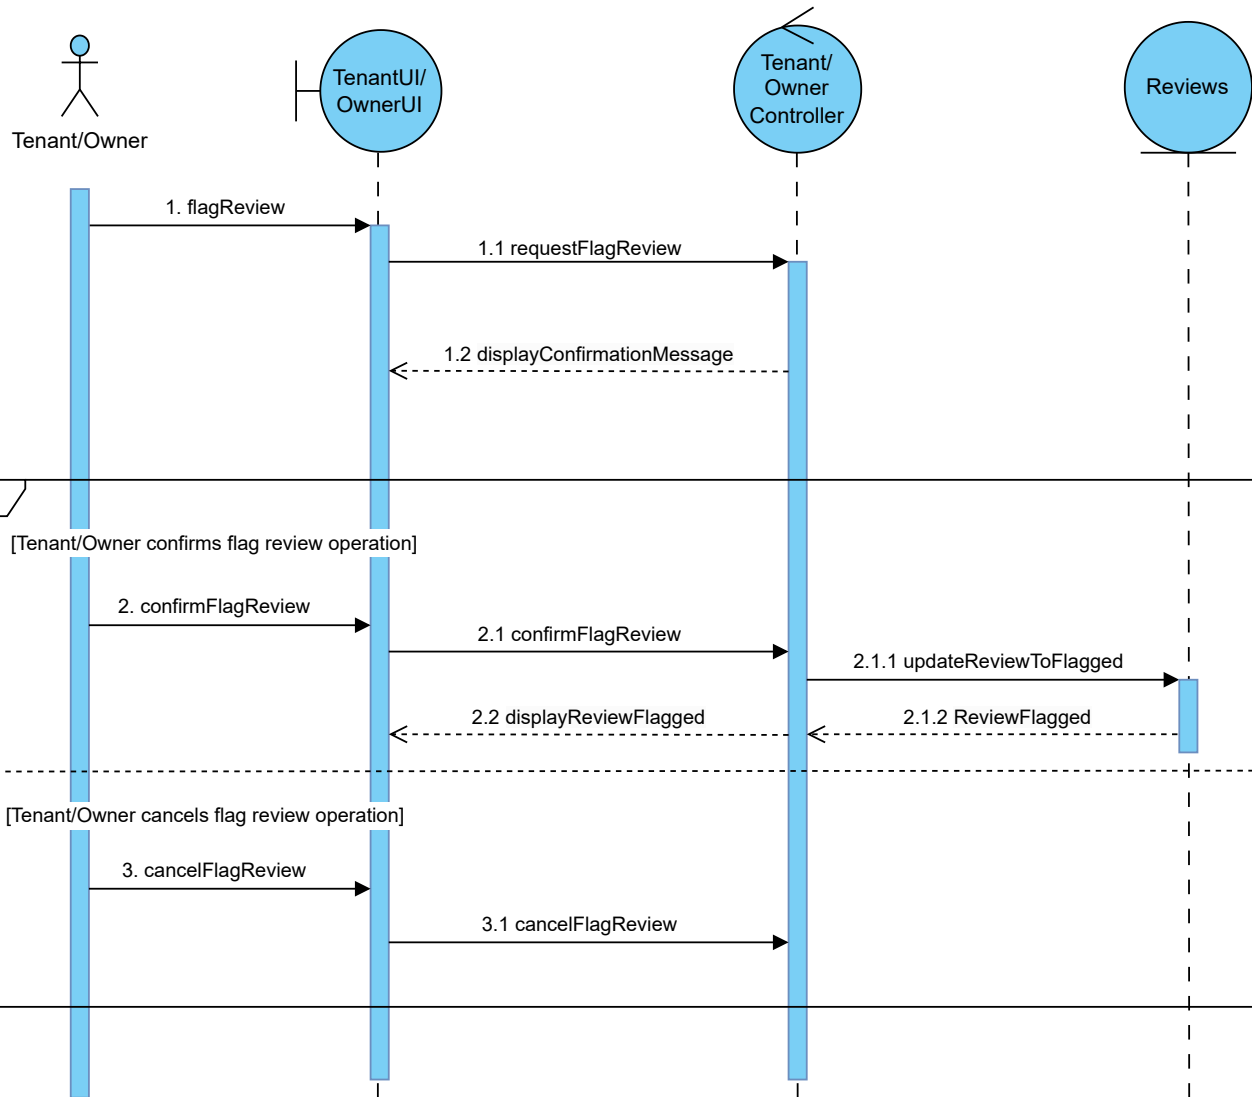 TenantUI/
OwnerUI
Tenant/
Owner
Controller
Reviews
Tenant/Owner
1. flagReview
1.1 requestFlagReview
1.2 displayConfirmationMessage
[Tenant/Owner confirms flag review operation]
2. confirmFlagReview
2.1 confirmFlagReview
2.1.1 updateReviewToFlagged
2.2 displayReviewFlagged
2.1.2 ReviewFlagged
[Tenant/Owner cancels flag review operation]
3. cancelFlagReview
3.1 cancelFlagReview